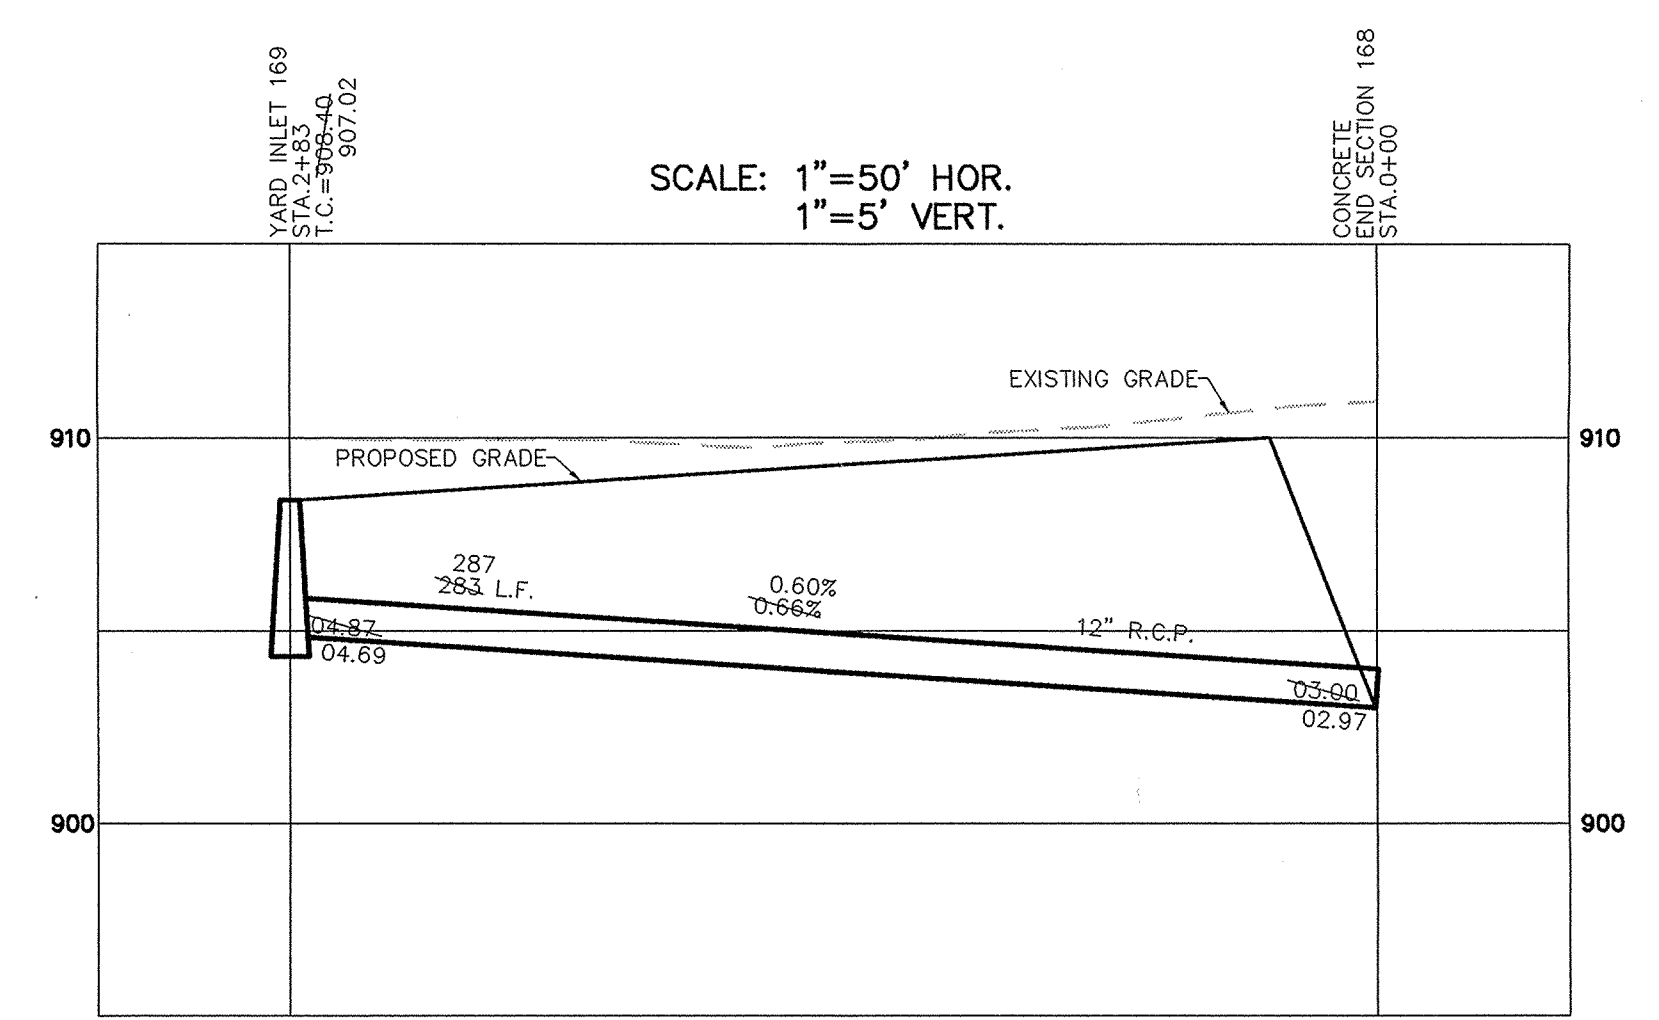 YARD INLET 169
STA.2+83
T.C.=908.40
907.02
SCALE: 1"=50' HOR.
1"=5' VERT.
CONCRETE
END SECTION 168
STA.0+00
EXISTING GRADE
910
910
PROPOSED GRADE
287
283 L.F.
0.60%
0.66%
04.87
04.69
12" R.C.P.
03.00
02.97
900
900